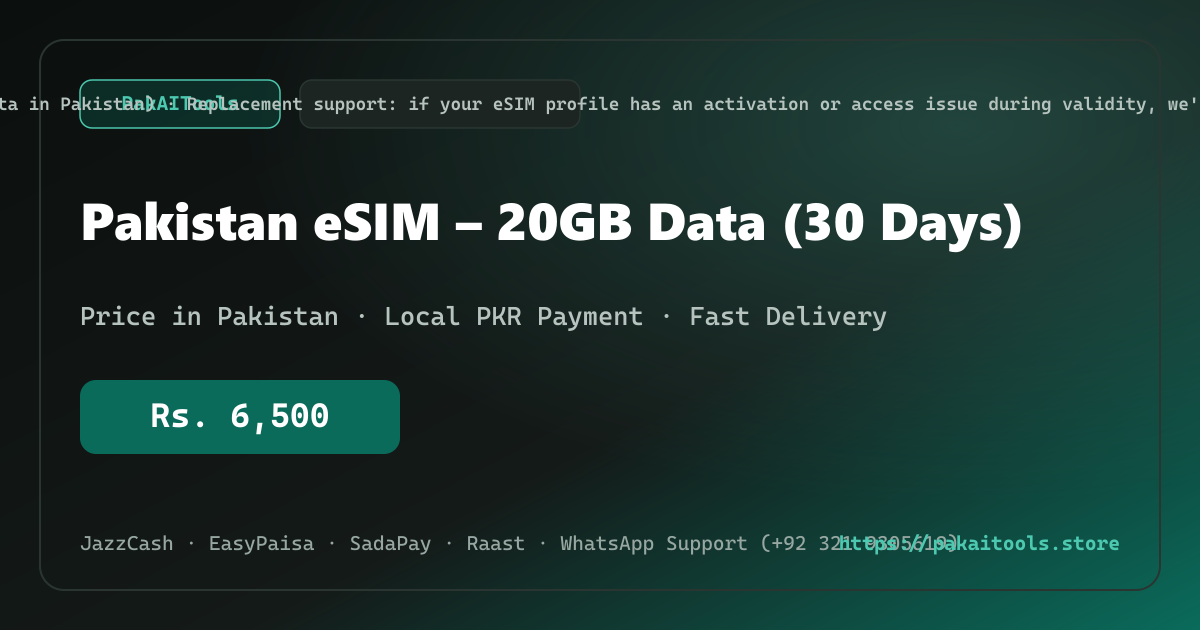 ta in Pakistan) · Replacement support: if your eSIM profile has an activation or access issue during validity, we'
PakAITools
Pakistan eSIM – 20GB Data (30 Days)
Price in Pakistan · Local PKR Payment · Fast Delivery
Rs. 6,500
JazzCash · EasyPaisa · SadaPay · Raast · WhatsApp Support (+92 321
https://pakaitools.store